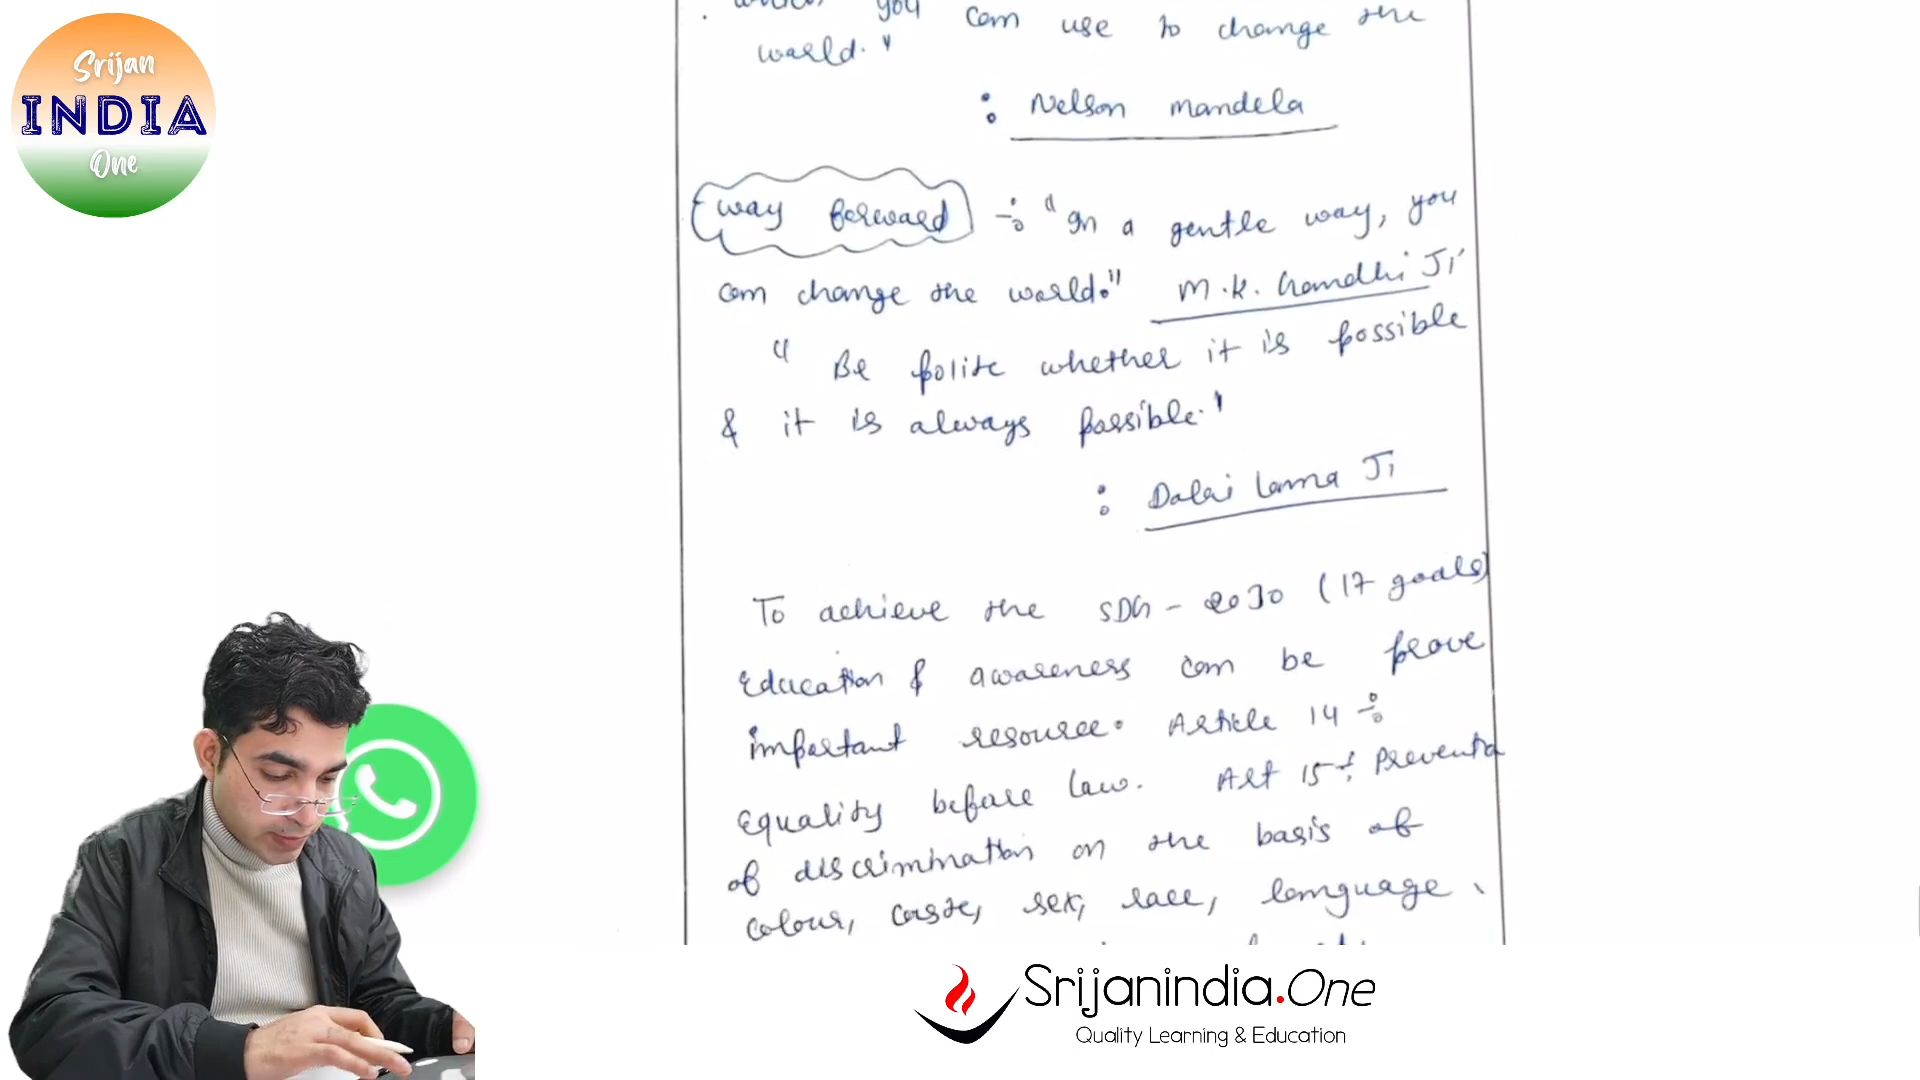 Srijan
INDIA
One
you can use to change the
world."
: Nelson mandela
way forward ÷ "In a gentle way, you
can change the world." M.K. Gandhi Ji
" Be polite whether it is possible
& it is always possible."
: Dalai Lama Ji
To achieve the SDG - 2030 (17 goals)
Education & awareness can be prove
important resource. Article 14 ÷
Equality before law. Art 15 ÷ Preventio
of discrimination on the basis of
colour, caste, sex, race, language,
Srijanindia.One
Quality Learning & Education